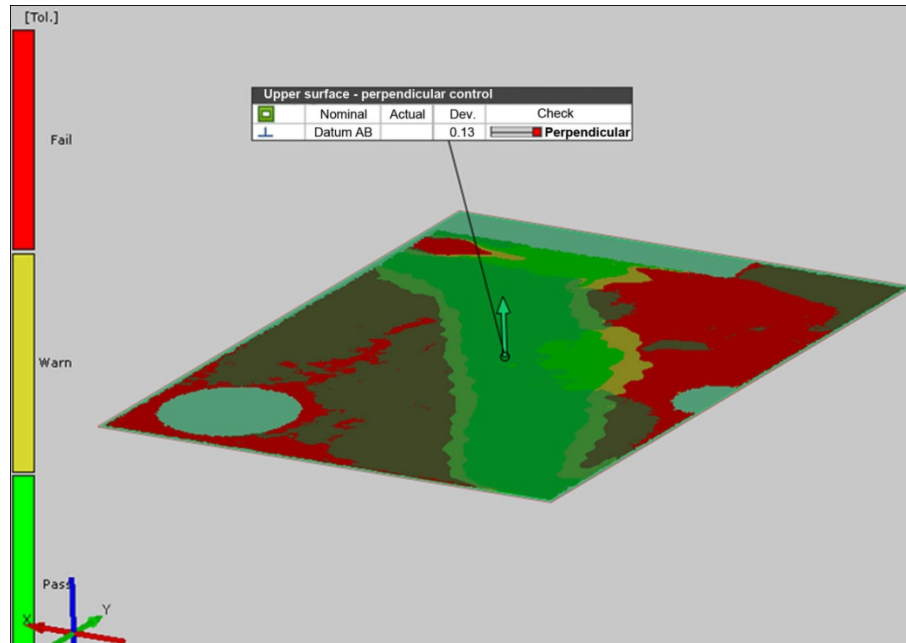 [Tol.]
Fail
Warn
Pass
Upper surface - perpendicular control
Nominal Actual Dev. Check
⊥ Datum AB 0.13 Perpendicular
X Y